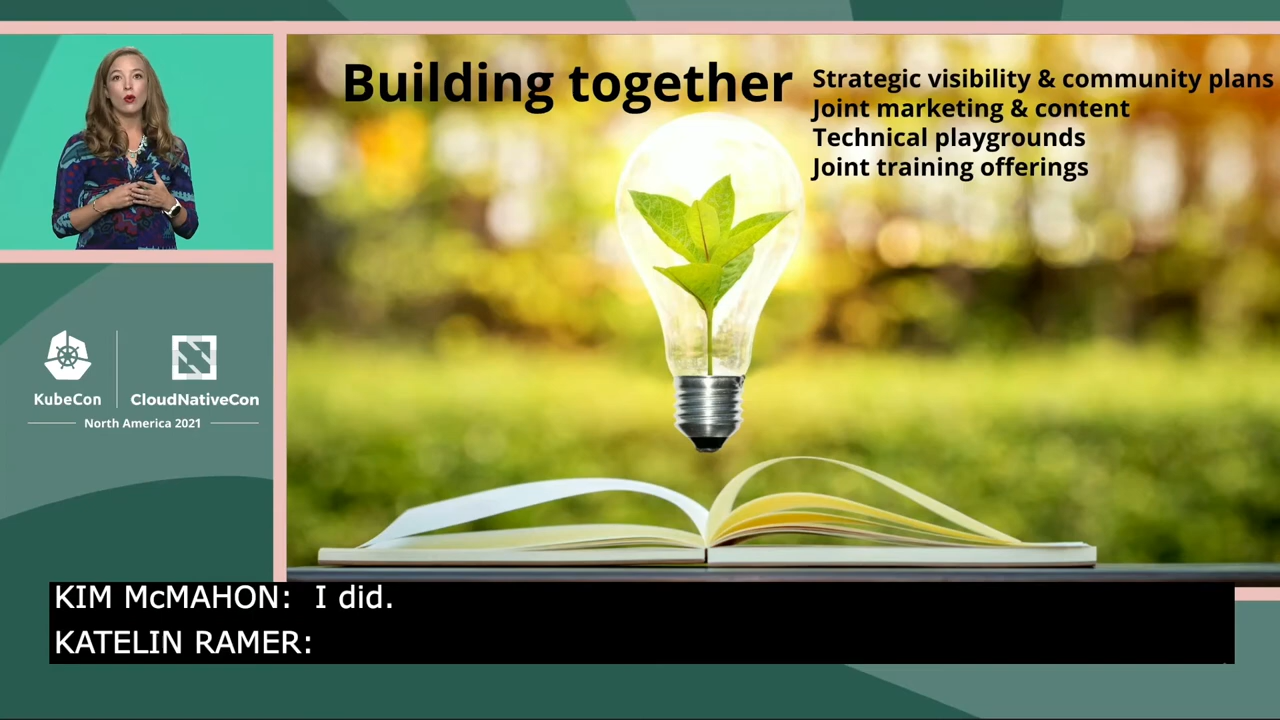 Building together
Strategic visibility & community plans
Joint marketing & content
Technical playgrounds
Joint training offerings
KubeCon
CloudNativeCon
North America 2021
KIM McMAHON:  I did.
KATELIN RAMER: